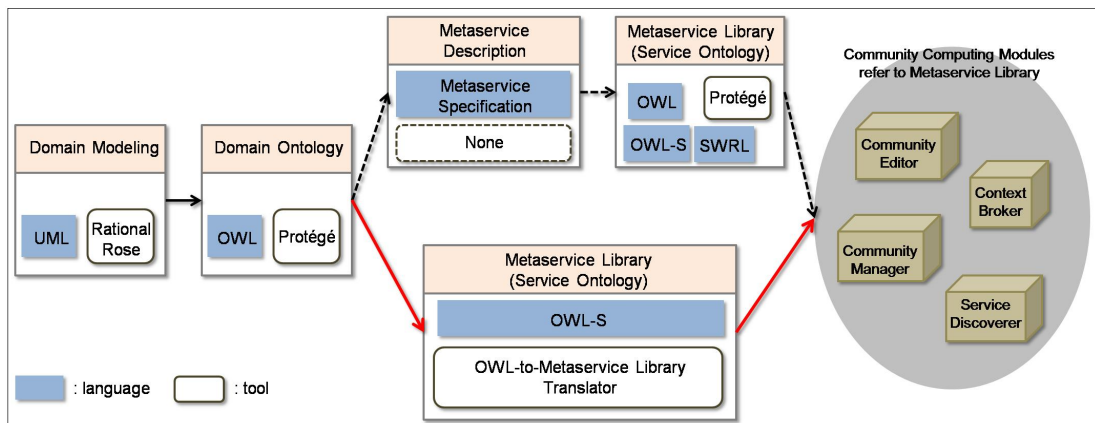 Domain Modeling
UML
Rational
Rose
Domain Ontology
OWL
Protégé
Metaservice
Description
Metaservice
Specification
None
Metaservice Library
(Service Ontology)
OWL
Protégé
OWL-S
SWRL
Metaservice Library
(Service Ontology)
OWL-S
OWL-to-Metaservice Library
Translator
Community Computing Modules
refer to Metaservice Library
Community
Editor
Context
Broker
Community
Manager
Service
Discoverer
: language
: tool